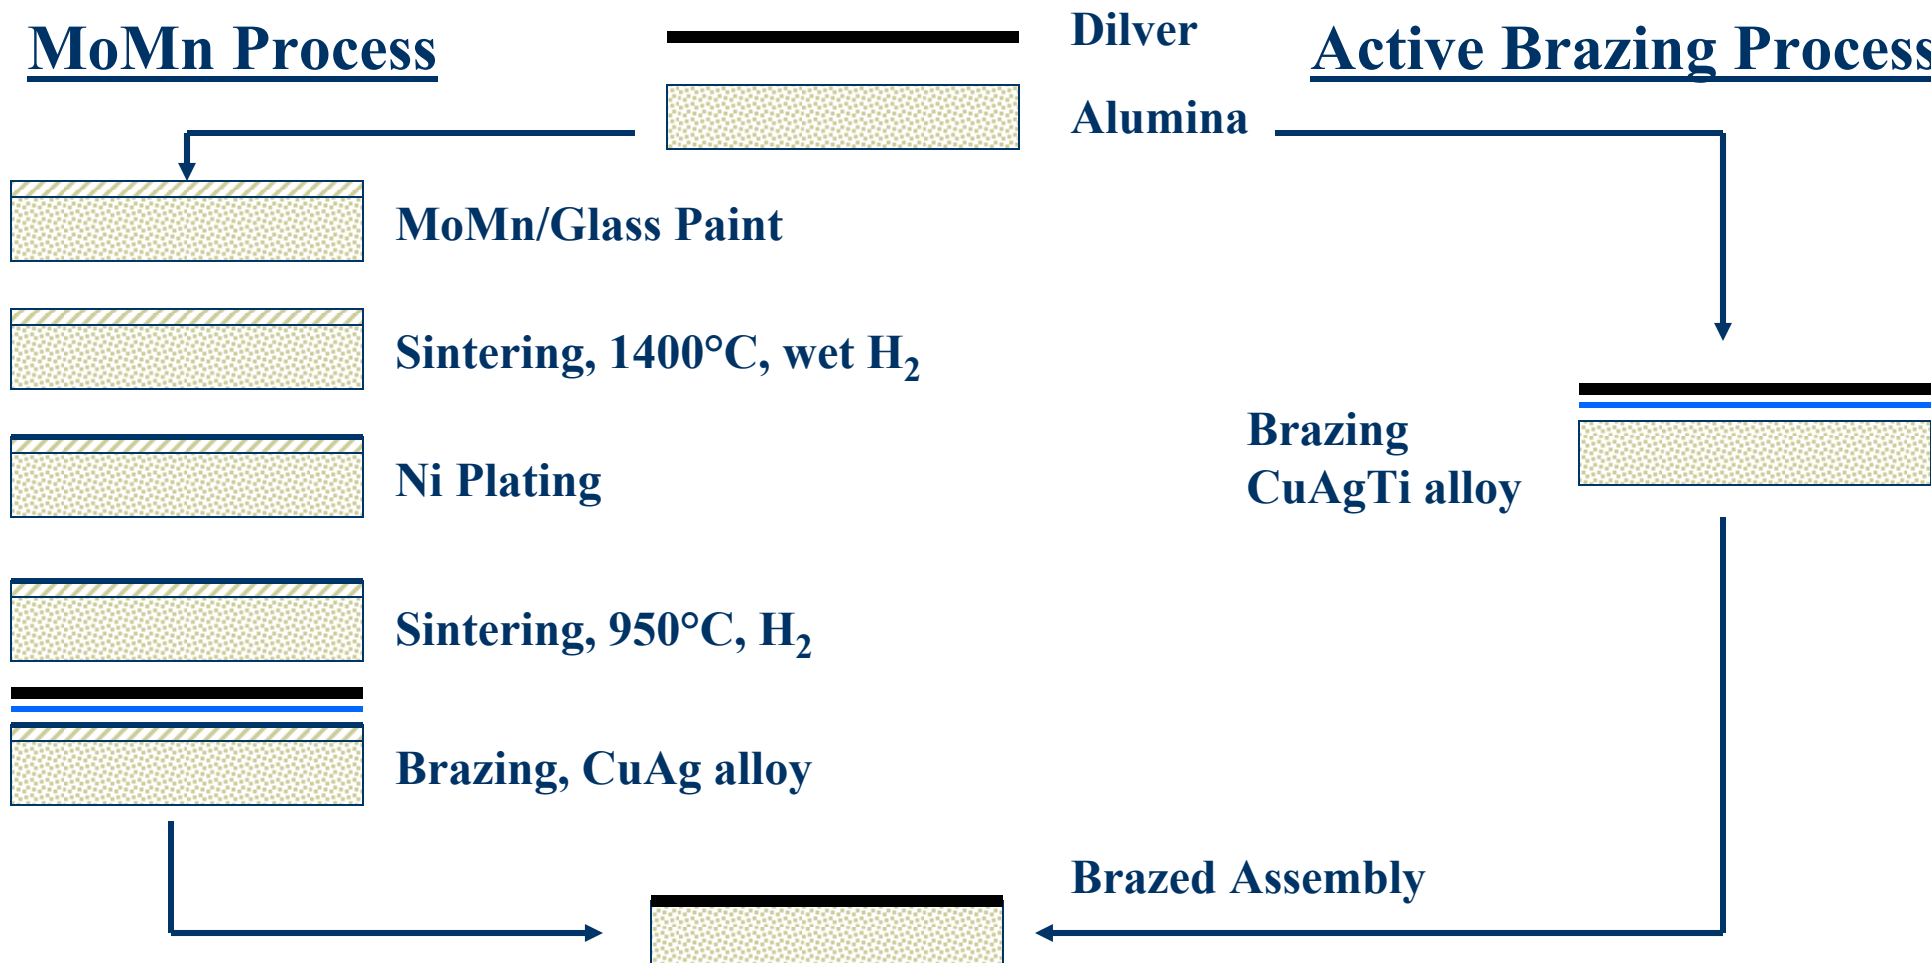 MoMn Process
Dilver
Active Brazing Process
Alumina
MoMn/Glass Paint
Sintering, 1400°C, wet H₂
Ni Plating
Brazing
CuAgTi alloy
Sintering, 950°C, H₂
Brazing, CuAg alloy
Brazed Assembly